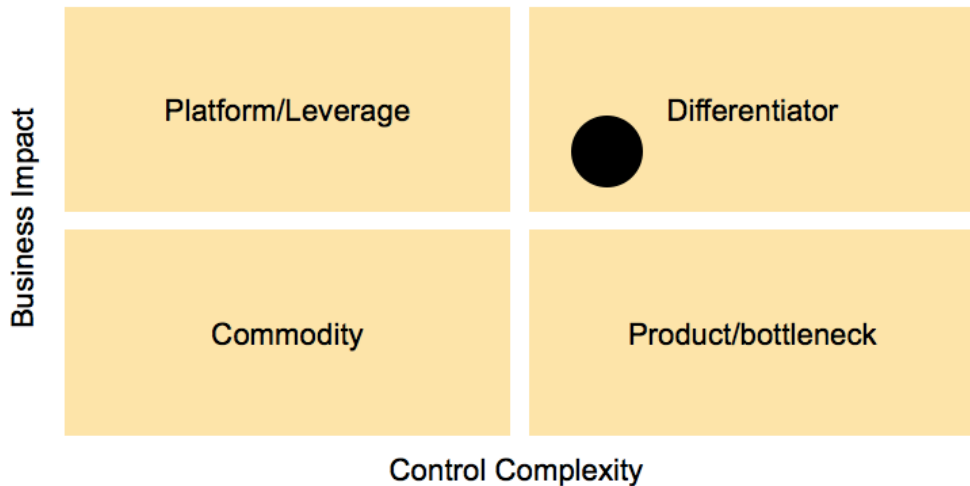 Platform/Leverage
Differentiator
Business Impact
Commodity
Product/bottleneck
Control Complexity